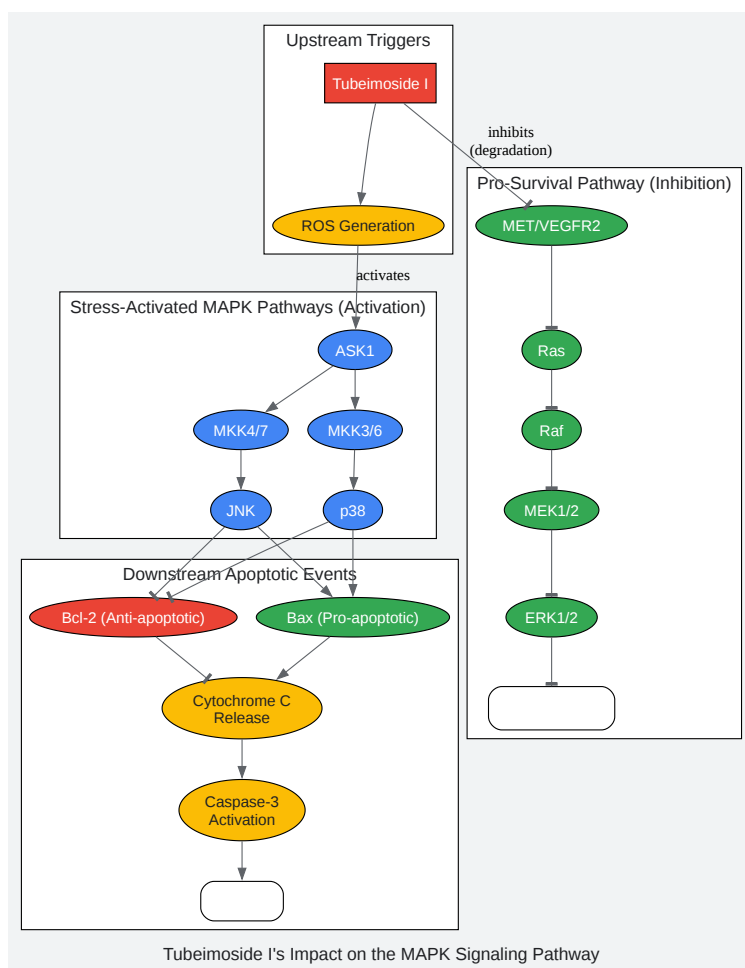 Upstream Triggers
Tubeimoside I
inhibits
(degradation)
Pro-Survival Pathway (Inhibition)
ROS Generation
MET/VEGFR2
activates
Stress-Activated MAPK Pathways (Activation)
ASK1
Ras
MKK4/7
MKK3/6
Raf
JNK
p38
MEK1/2
Downstream Apoptotic Events
Bcl-2 (Anti-apoptotic)
Bax (Pro-apoptotic)
ERK1/2
Cytochrome C
Release
Caspase-3
Activation
Tubeimoside I's Impact on the MAPK Signaling Pathway